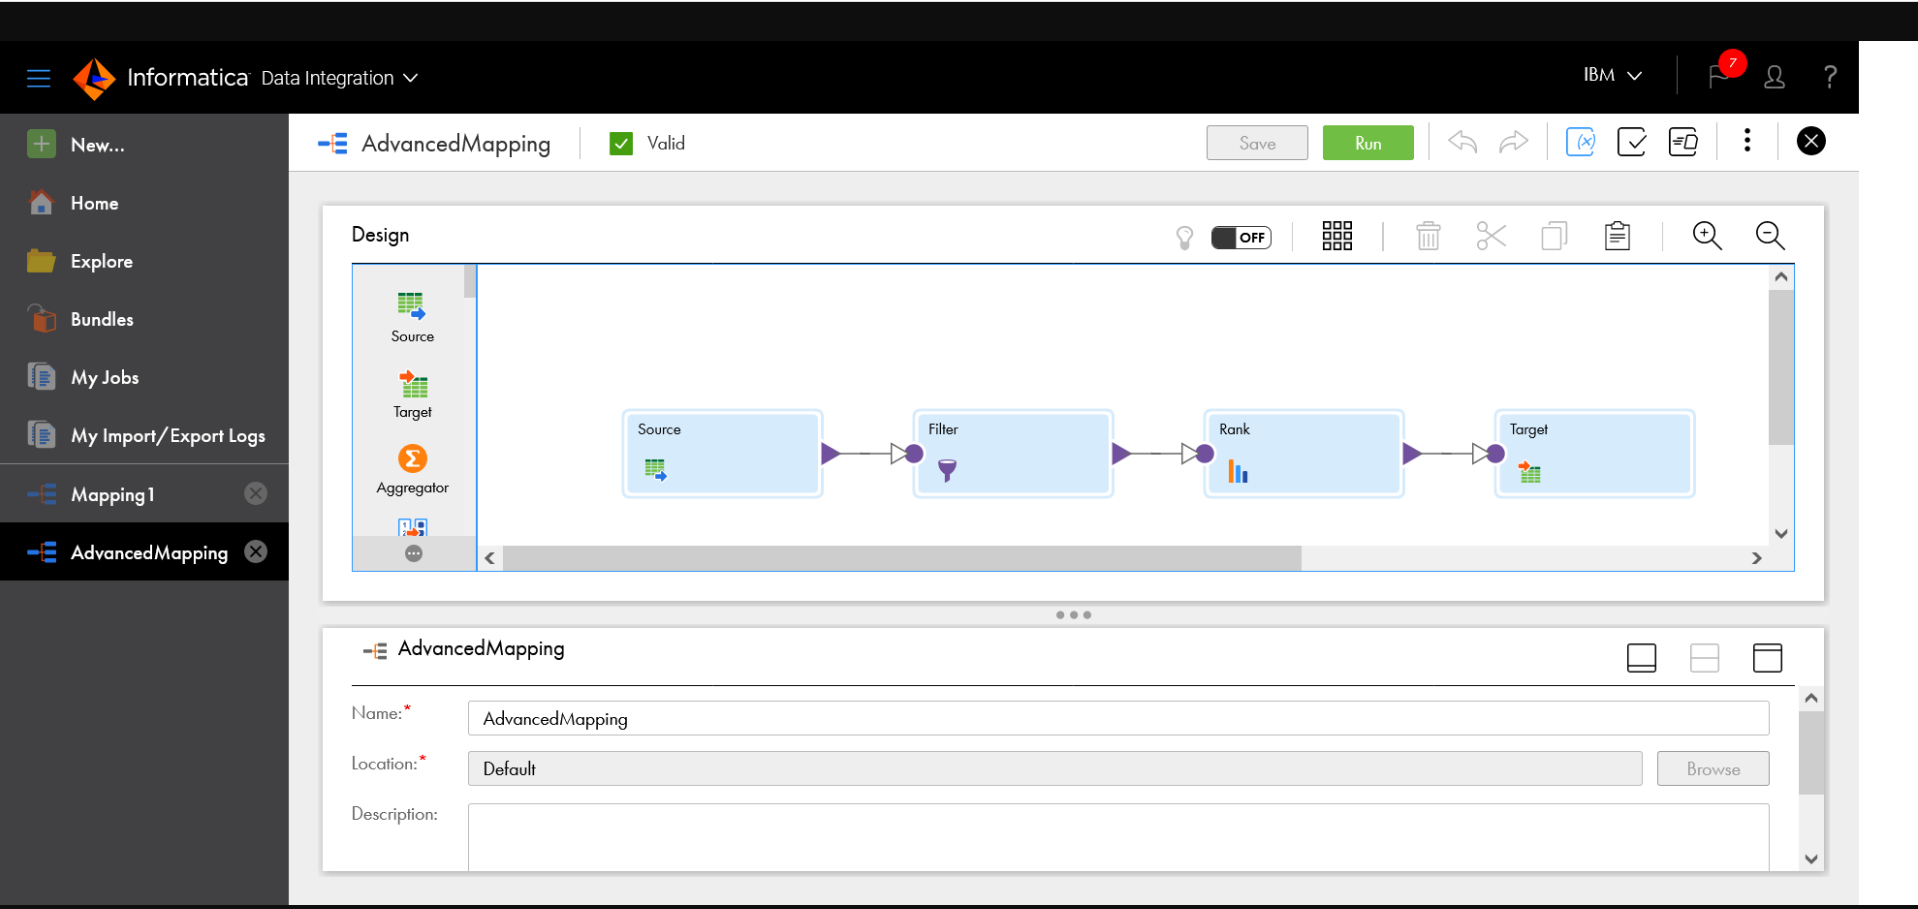 Informatica Data Integration
IBM
7
?
New...
Home
Explore
Bundles
My Jobs
My Import/Export Logs
Mapping1
AdvancedMapping
AdvancedMapping
Valid
Save
Run
(x)
Design
OFF
Source
Target
Σ
Aggregator
Source
Filter
Rank
Target
AdvancedMapping
Name:*
AdvancedMapping
Location:*
Default
Browse
Description: